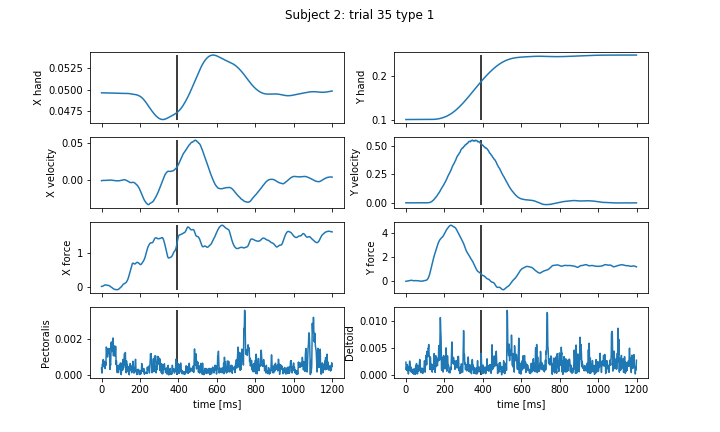 Subject 2: trial 35 type 1
X hand
0.0525
0.0500
0.0475
Y hand
0.2
0.1
X velocity
0.05
0.00
Y velocity
0.50
0.25
0.00
X force
1
0
Y force
4
2
0
Pectoralis
0.002
0.000
0 200 400 600 800 1000 1200
time [ms]
Deltoid
0.010
0.005
0.000
0 200 400 600 800 1000 1200
time [ms]